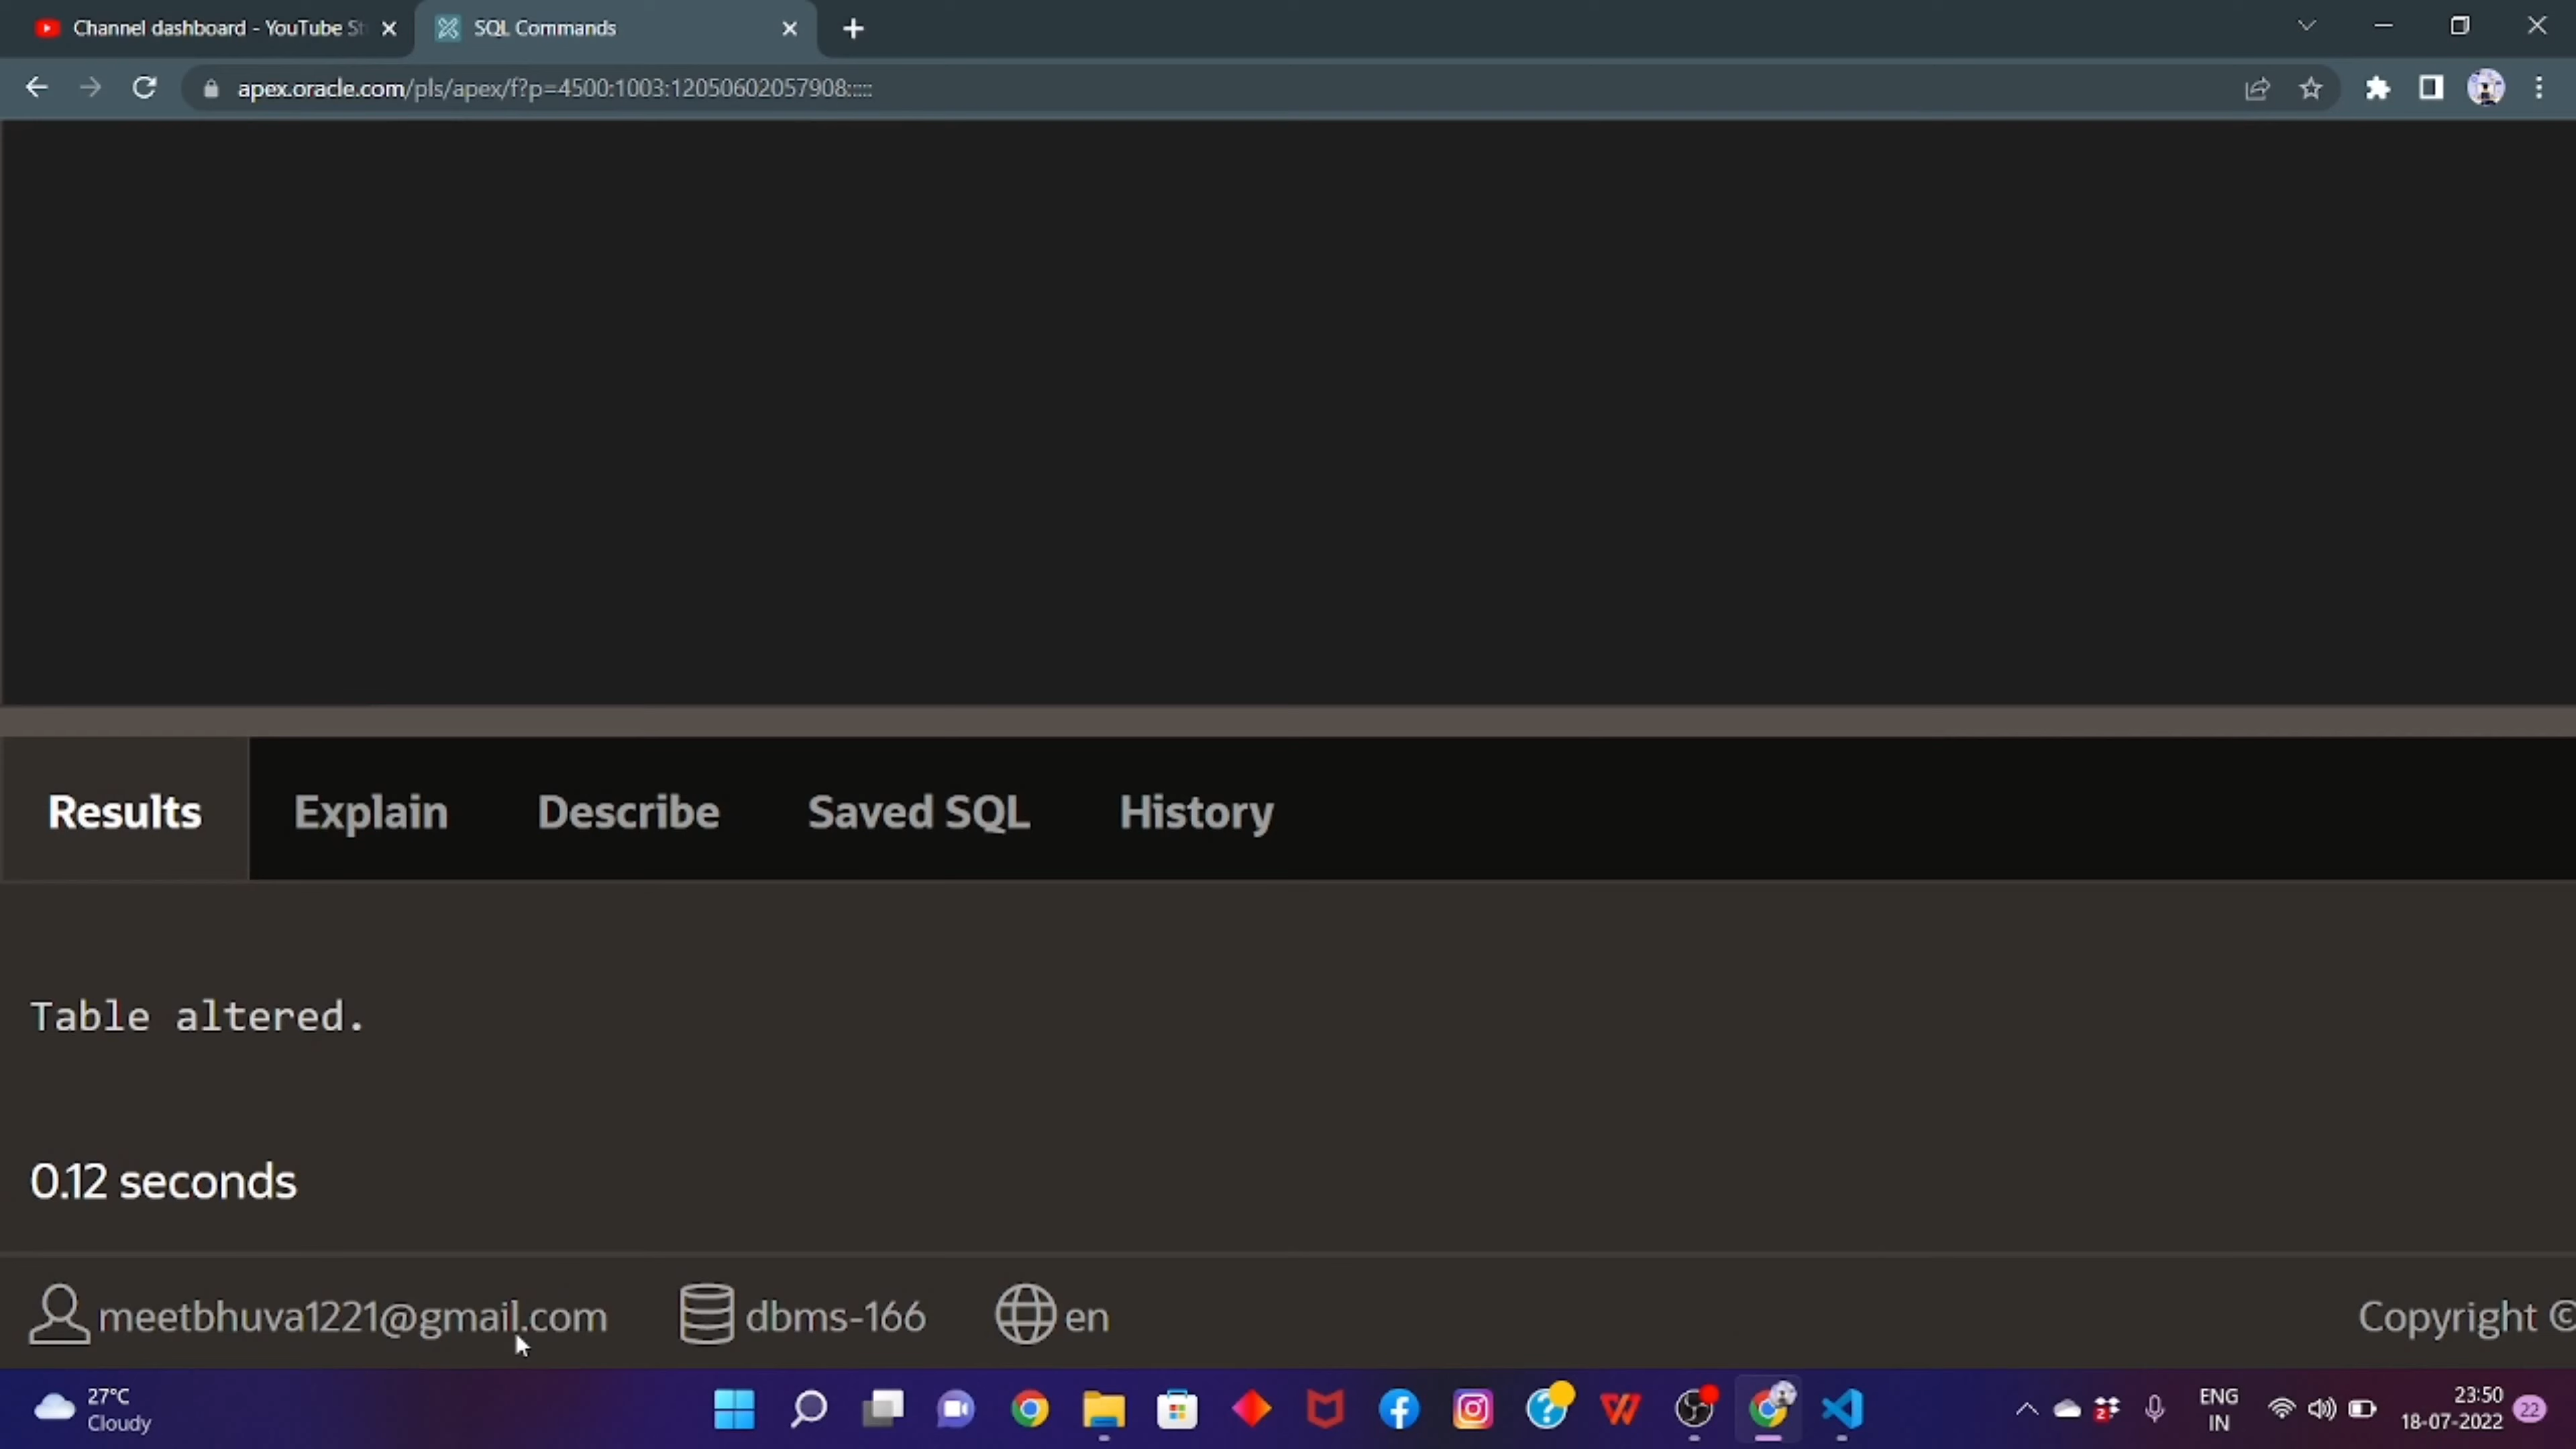 Channel dashboard - YouTube St
SQL Commands
apex.oracle.com/pls/apex/f?p=4500:1003:12050602057908:::::
Results Explain Describe Saved SQL History
Table altered.
0.12 seconds
meetbhuva1221@gmail.com dbms-166 en Copyright ©
27°C
Cloudy
ENG
IN
23:50
18-07-2022
22
2